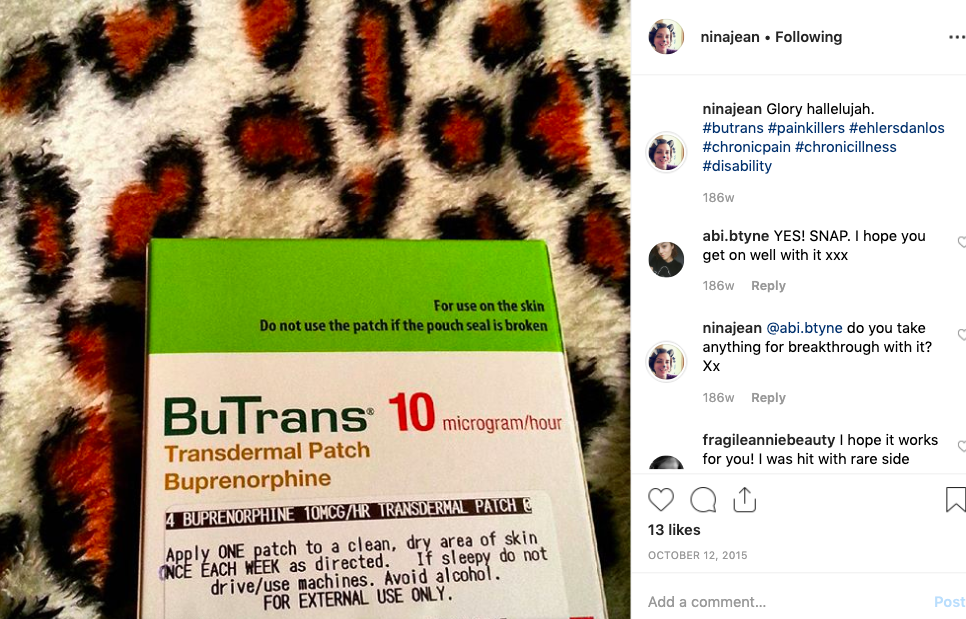 For use on the skin
Do not use the patch if the pouch seal is broken
BuTrans® 10 microgram/hour
Transdermal Patch
Buprenorphine
4 BUPRENORPHINE 10MCG/HR TRANSDERMAL PATCH @
Apply ONE patch to a clean, dry area of skin
ONCE EACH WEEK as directed. If sleepy do not
drive/use machines. Avoid alcohol.
FOR EXTERNAL USE ONLY.
ninajean • Following
ninajean Glory hallelujah.
#butrans #painkillers #ehlersdanlos
#chronicpain #chronicillness
#disability
186w
abi.btyne YES! SNAP. I hope you
get on well with it xxx
186w Reply
ninajean @abi.btyne do you take
anything for breakthrough with it?
Xx
186w Reply
fragileanniebeauty I hope it works
for you! I was hit with rare side
13 likes
OCTOBER 12, 2015
Add a comment... Post